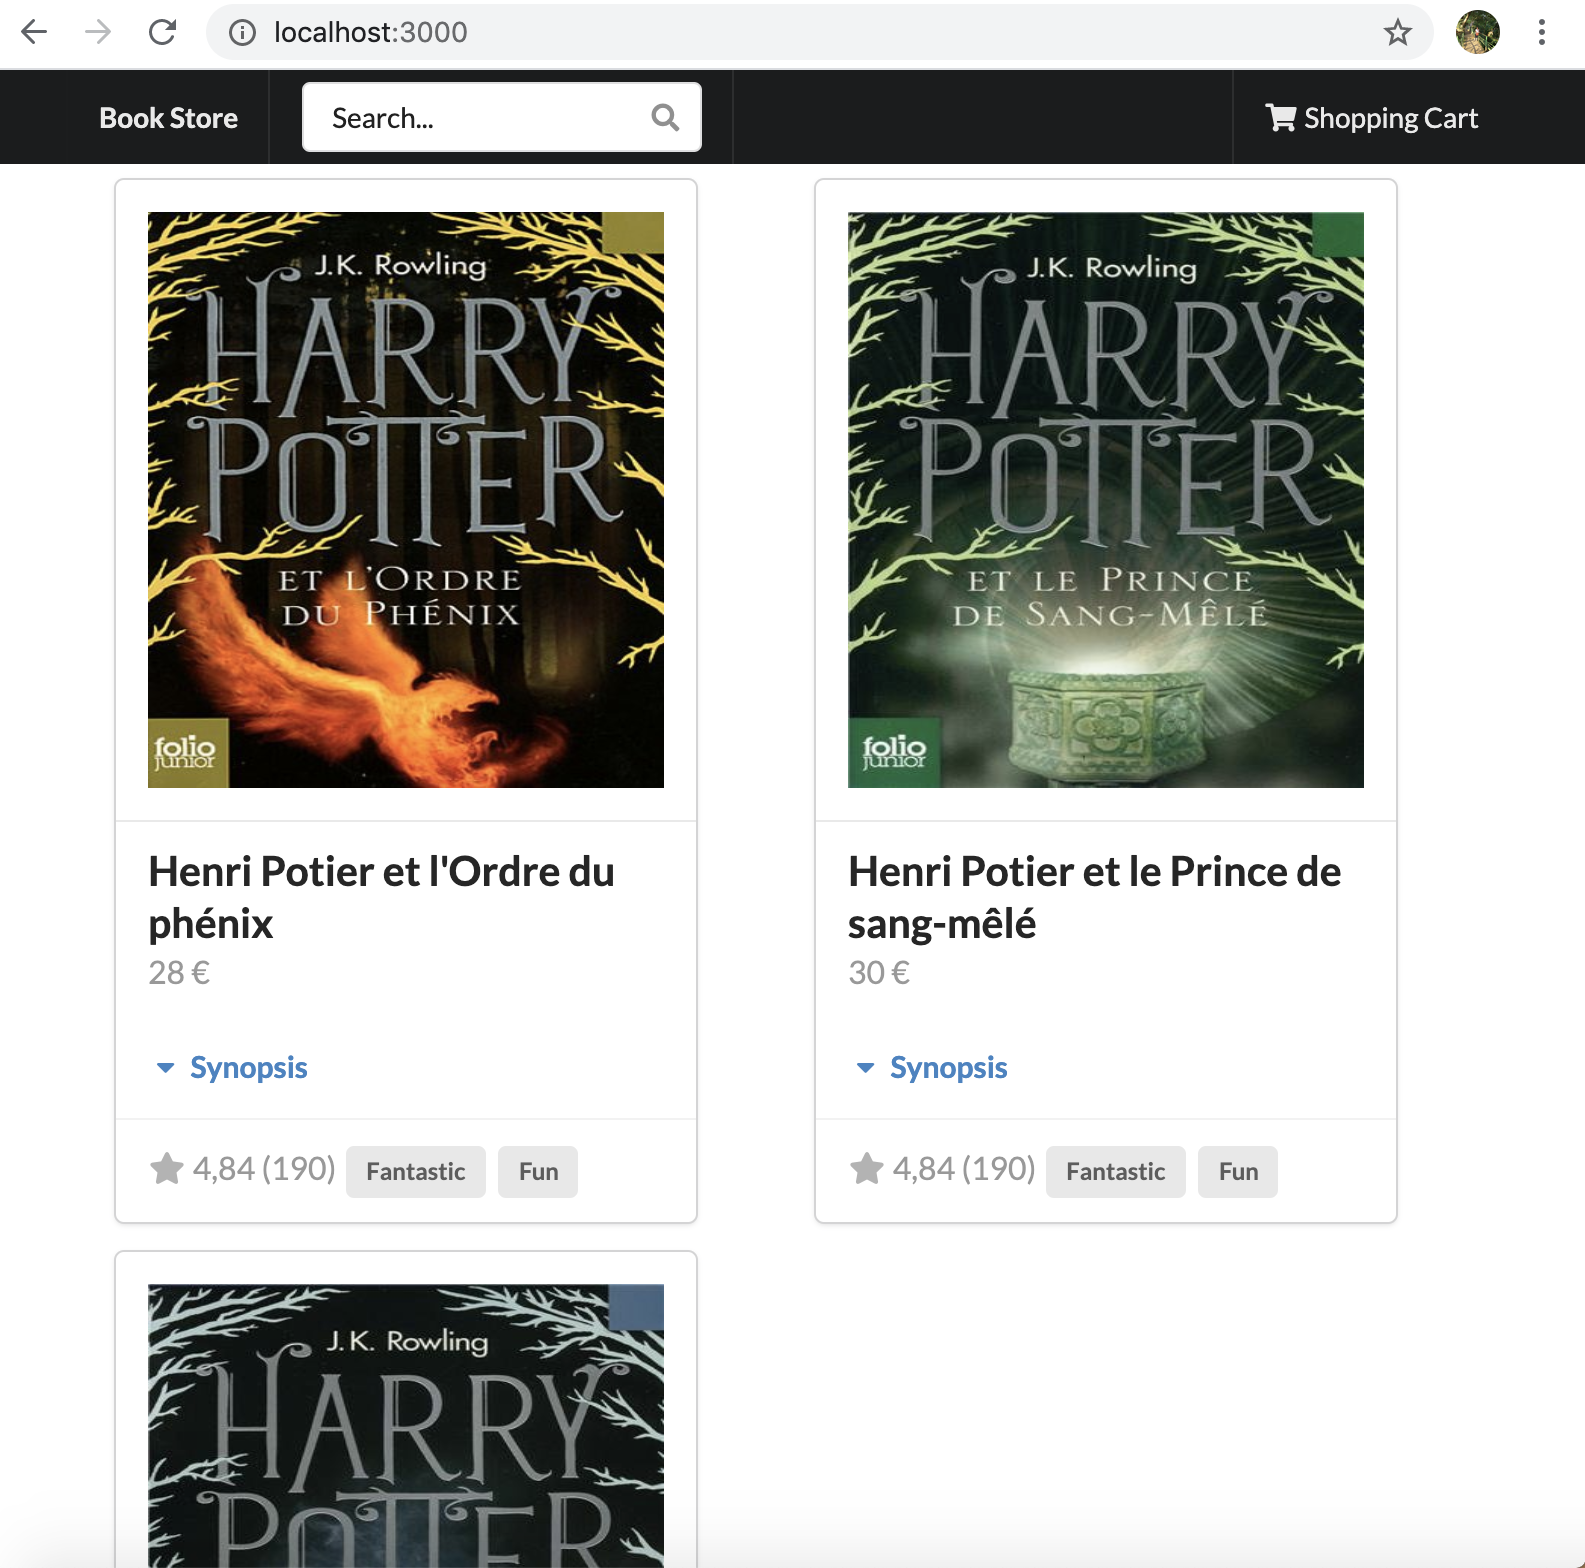 localhost:3000
Book Store
Search...
Shopping Cart
J.K. Rowling
HARRY
POTTER
ET L'ORDRE
DU PHÉNIX
folio
junior
Henri Potier et l'Ordre du
phénix
28 €
Synopsis
4,84 (190) Fantastic Fun
J.K. Rowling
HARRY
POTTER
ET LE PRINCE
DE SANG-MÊLÉ
folio
junior
Henri Potier et le Prince de
sang-mêlé
30 €
Synopsis
4,84 (190) Fantastic Fun
J.K. Rowling
HARRY
POTTER